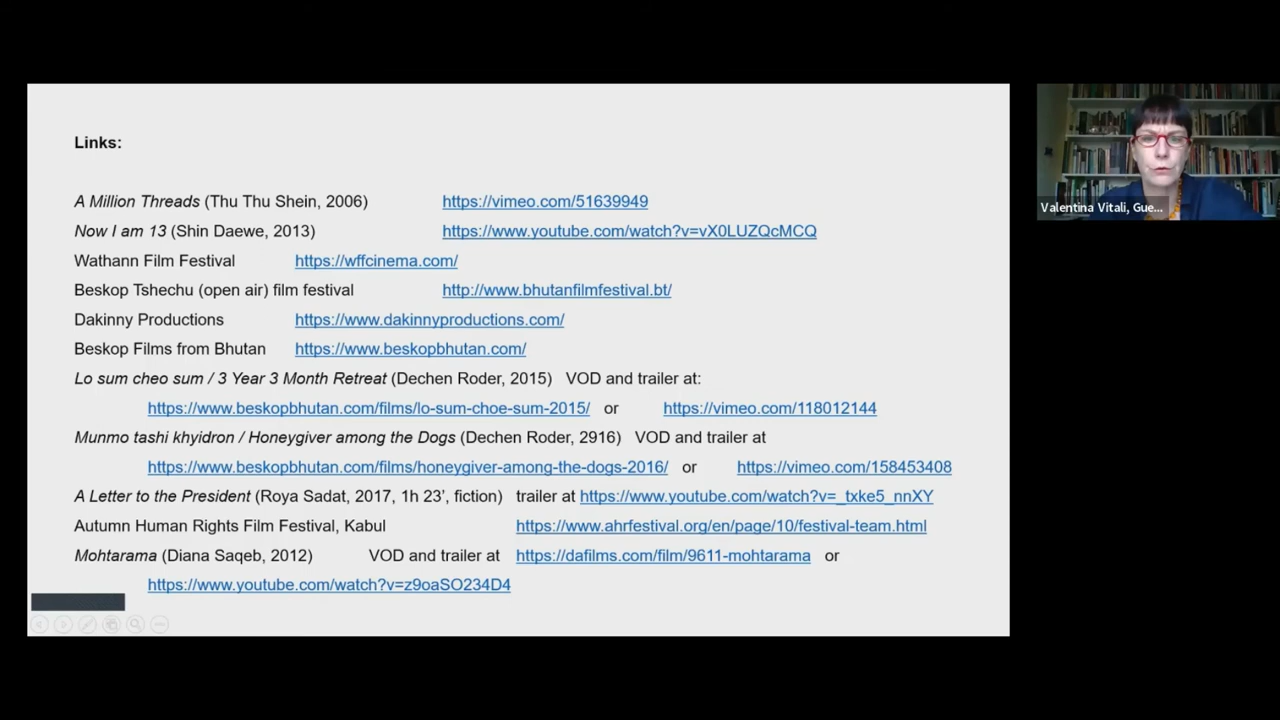 Links:
A Million Threads (Thu Thu Shein, 2006) https://vimeo.com/51639949
Now I am 13 (Shin Daewe, 2013) https://www.youtube.com/watch?v=vX0LUZQcMCQ
Wathann Film Festival https://wffcinema.com/
Beskop Tshechu (open air) film festival http://www.bhutanfilmfestival.bt/
Dakinny Productions https://www.dakinnyproductions.com/
Beskop Films from Bhutan https://www.beskopbhutan.com/
Lo sum cheo sum / 3 Year 3 Month Retreat (Dechen Roder, 2015) VOD and trailer at:
https://www.beskopbhutan.com/films/lo-sum-choe-sum-2015/ or https://vimeo.com/118012144
Munmo tashi khyidron / Honeygiver among the Dogs (Dechen Roder, 2916) VOD and trailer at
https://www.beskopbhutan.com/films/honeygiver-among-the-dogs-2016/ or https://vimeo.com/158453408
A Letter to the President (Roya Sadat, 2017, 1h 23’, fiction) trailer at https://www.youtube.com/watch?v=_txke5_nnXY
Autumn Human Rights Film Festival, Kabul https://www.ahrfestival.org/en/page/10/festival-team.html
Mohtarama (Diana Saqeb, 2012) VOD and trailer at https://dafilms.com/film/9611-mohtarama or
https://www.youtube.com/watch?v=z9oaSO234D4
Valentina Vitali, Gue...